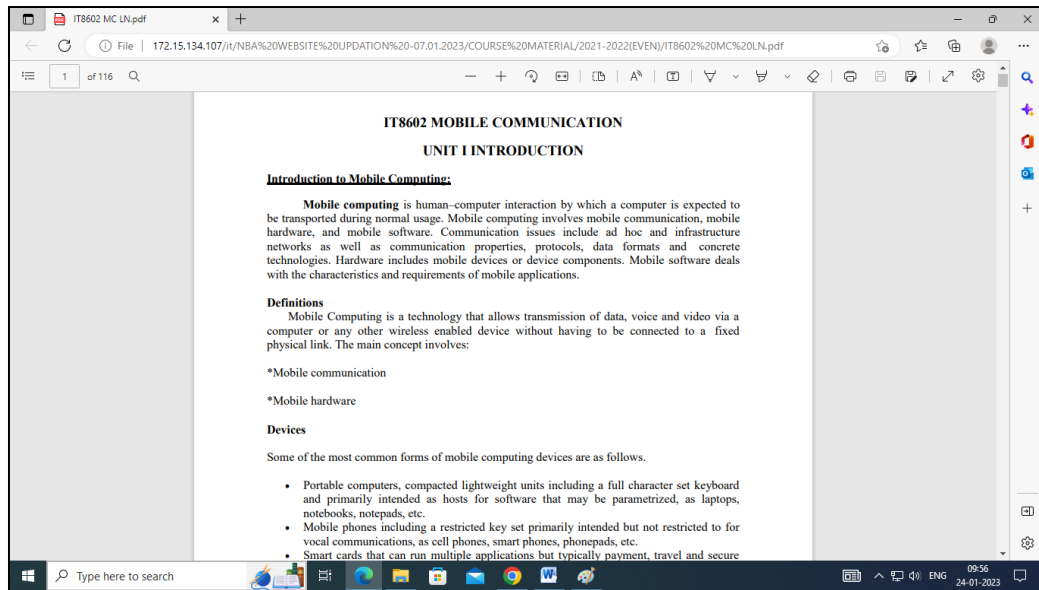 IT8602 MC LN.pdf
File
172.15.134.107/it/NBA%20WEBSITE%20UPDATION%20-07.01.2023/COURSE%20MATERIAL/2021-2022(EVEN)/IT8602%20MC%20LN.pdf
1 of 116
IT8602 MOBILE COMMUNICATION
UNIT I INTRODUCTION
Introduction to Mobile Computing:
Mobile computing is human–computer interaction by which a computer is expected to
be transported during normal usage. Mobile computing involves mobile communication, mobile
hardware, and mobile software. Communication issues include ad hoc and infrastructure
networks as well as communication properties, protocols, data formats and concrete
technologies. Hardware includes mobile devices or device components. Mobile software deals
with the characteristics and requirements of mobile applications.
Definitions
Mobile Computing is a technology that allows transmission of data, voice and video via a
computer or any other wireless enabled device without having to be connected to a fixed
physical link. The main concept involves:
*Mobile communication
*Mobile hardware
Devices
Some of the most common forms of mobile computing devices are as follows.
• Portable computers, compacted lightweight units including a full character set keyboard
and primarily intended as hosts for software that may be parametrized, as laptops,
notebooks, notepads, etc.
• Mobile phones including a restricted key set primarily intended but not restricted to for
vocal communications, as cell phones, smart phones, phonepads, etc.
• Smart cards that can run multiple applications but typically payment, travel and secure
Type here to search
ENG
09:56
24-01-2023